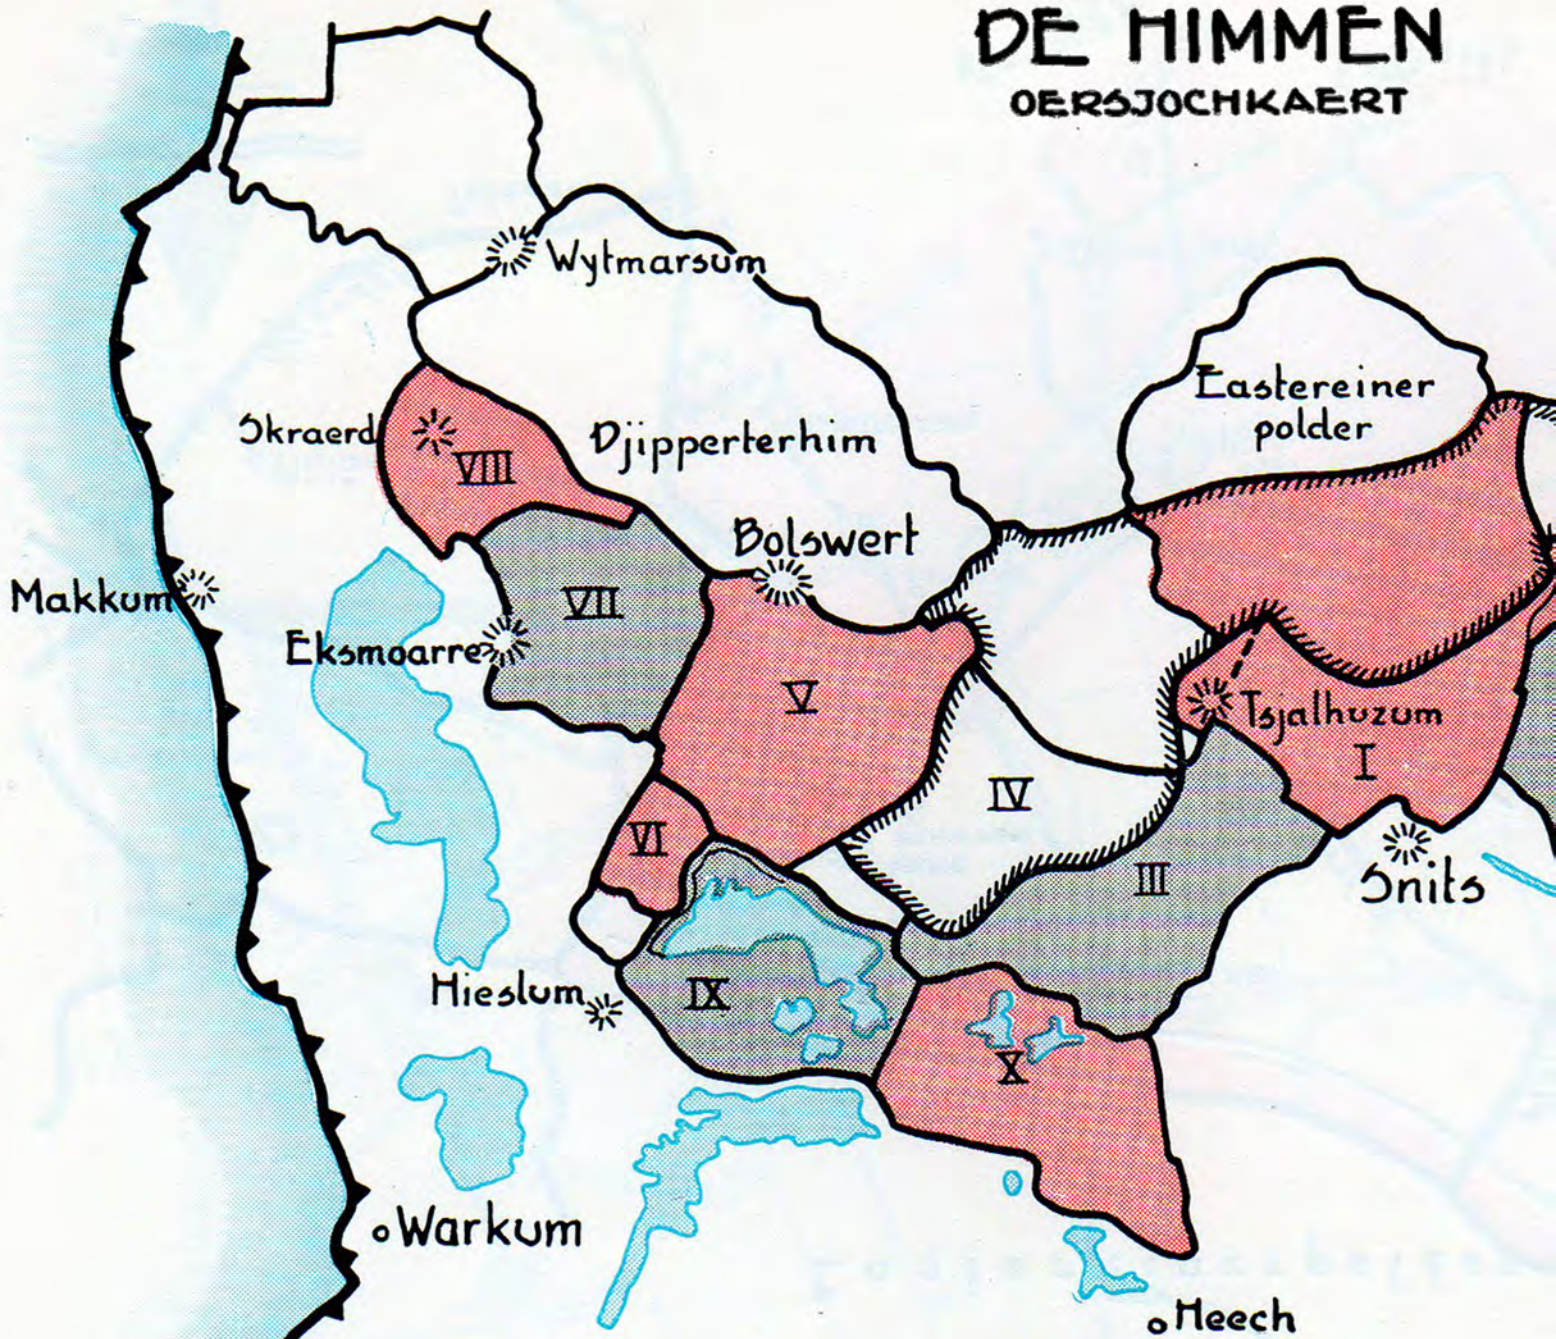 DE HIMMEN
OERSJOCHKAERT
Wytmarsum
Eastereiner
polder
Skraerd
VIII
Djipperterhim
Bolswert
Makkum
VII
Eksmoarre
V
Tsjalhuzum
I
IV
VI
III
Snits
Hieslum
IX
X
Warkum
Heech